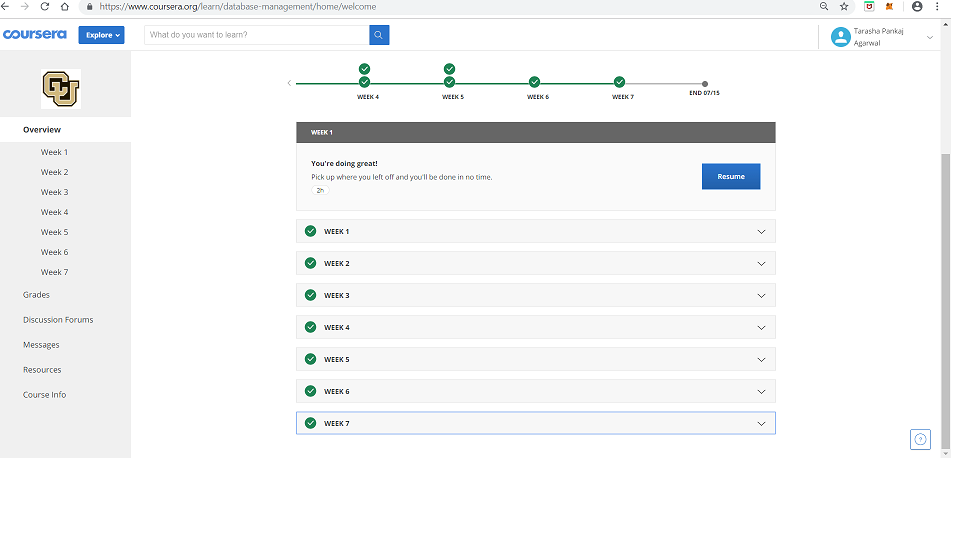 https://www.coursera.org/learn/database-management/home/welcome
coursera
Explore
What do you want to learn?
Tarasha Pankaj
Agarwal
CU
WEEK 4
WEEK 5
WEEK 6
WEEK 7
END 07/15
Overview
Week 1
Week 2
Week 3
Week 4
Week 5
Week 6
Week 7
Grades
Discussion Forums
Messages
Resources
Course Info
WEEK 1
You're doing great!
Pick up where you left off and you'll be done in no time.
2h
Resume
WEEK 1
WEEK 2
WEEK 3
WEEK 4
WEEK 5
WEEK 6
WEEK 7
?